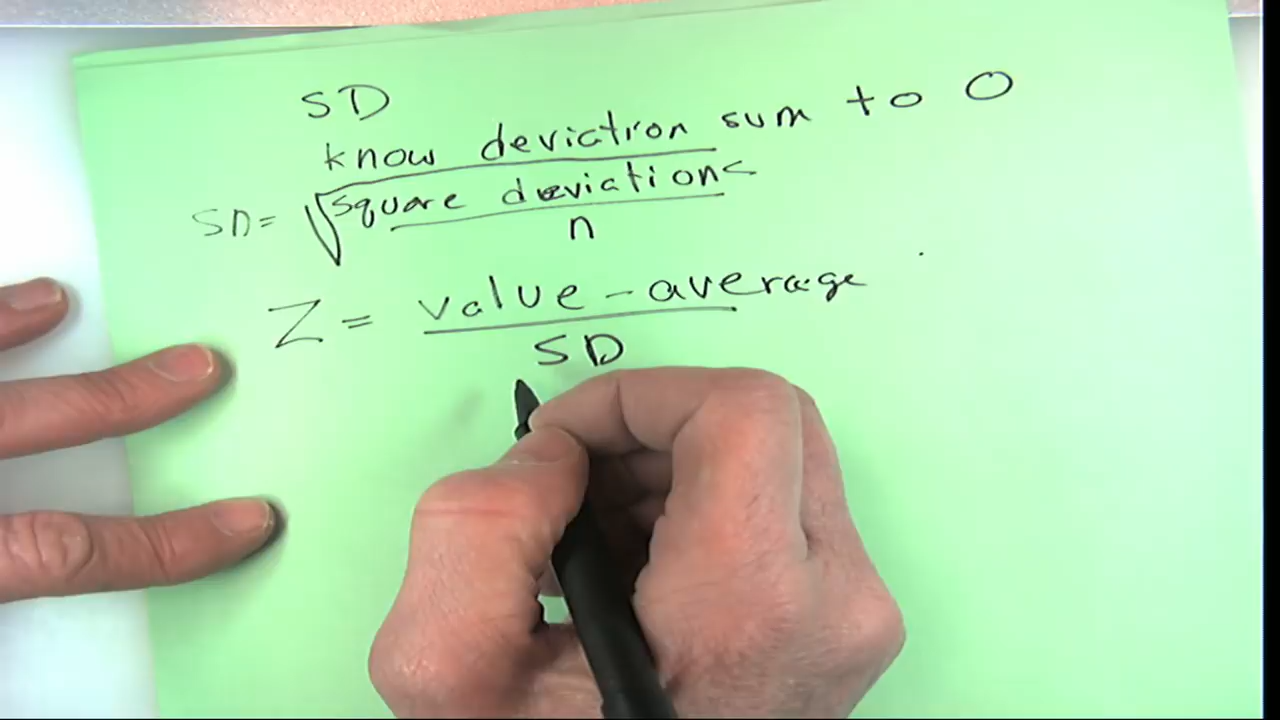 SD
know deviation sum to 0
SD = √square deviations
n
Z = value - average
SD